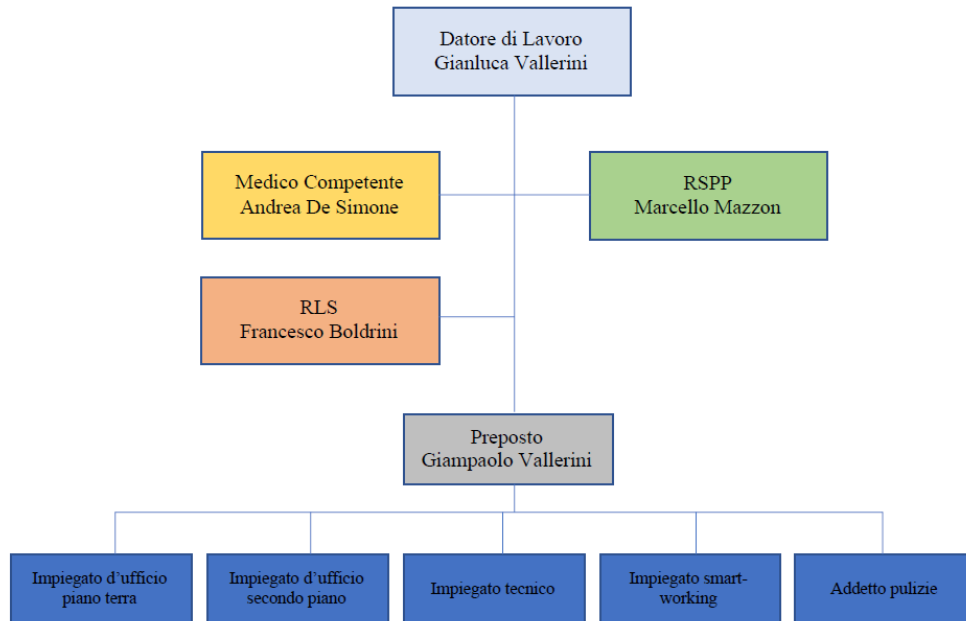 Datore di Lavoro
Gianluca Vallerini
Medico Competente
Andrea De Simone
RSPP
Marcello Mazzon
RLS
Francesco Boldrini
Preposto
Giampaolo Vallerini
Impiegato d’ufficio
piano terra
Impiegato d’ufficio
secondo piano
Impiegato tecnico
Impiegato smart-
working
Addetto pulizie